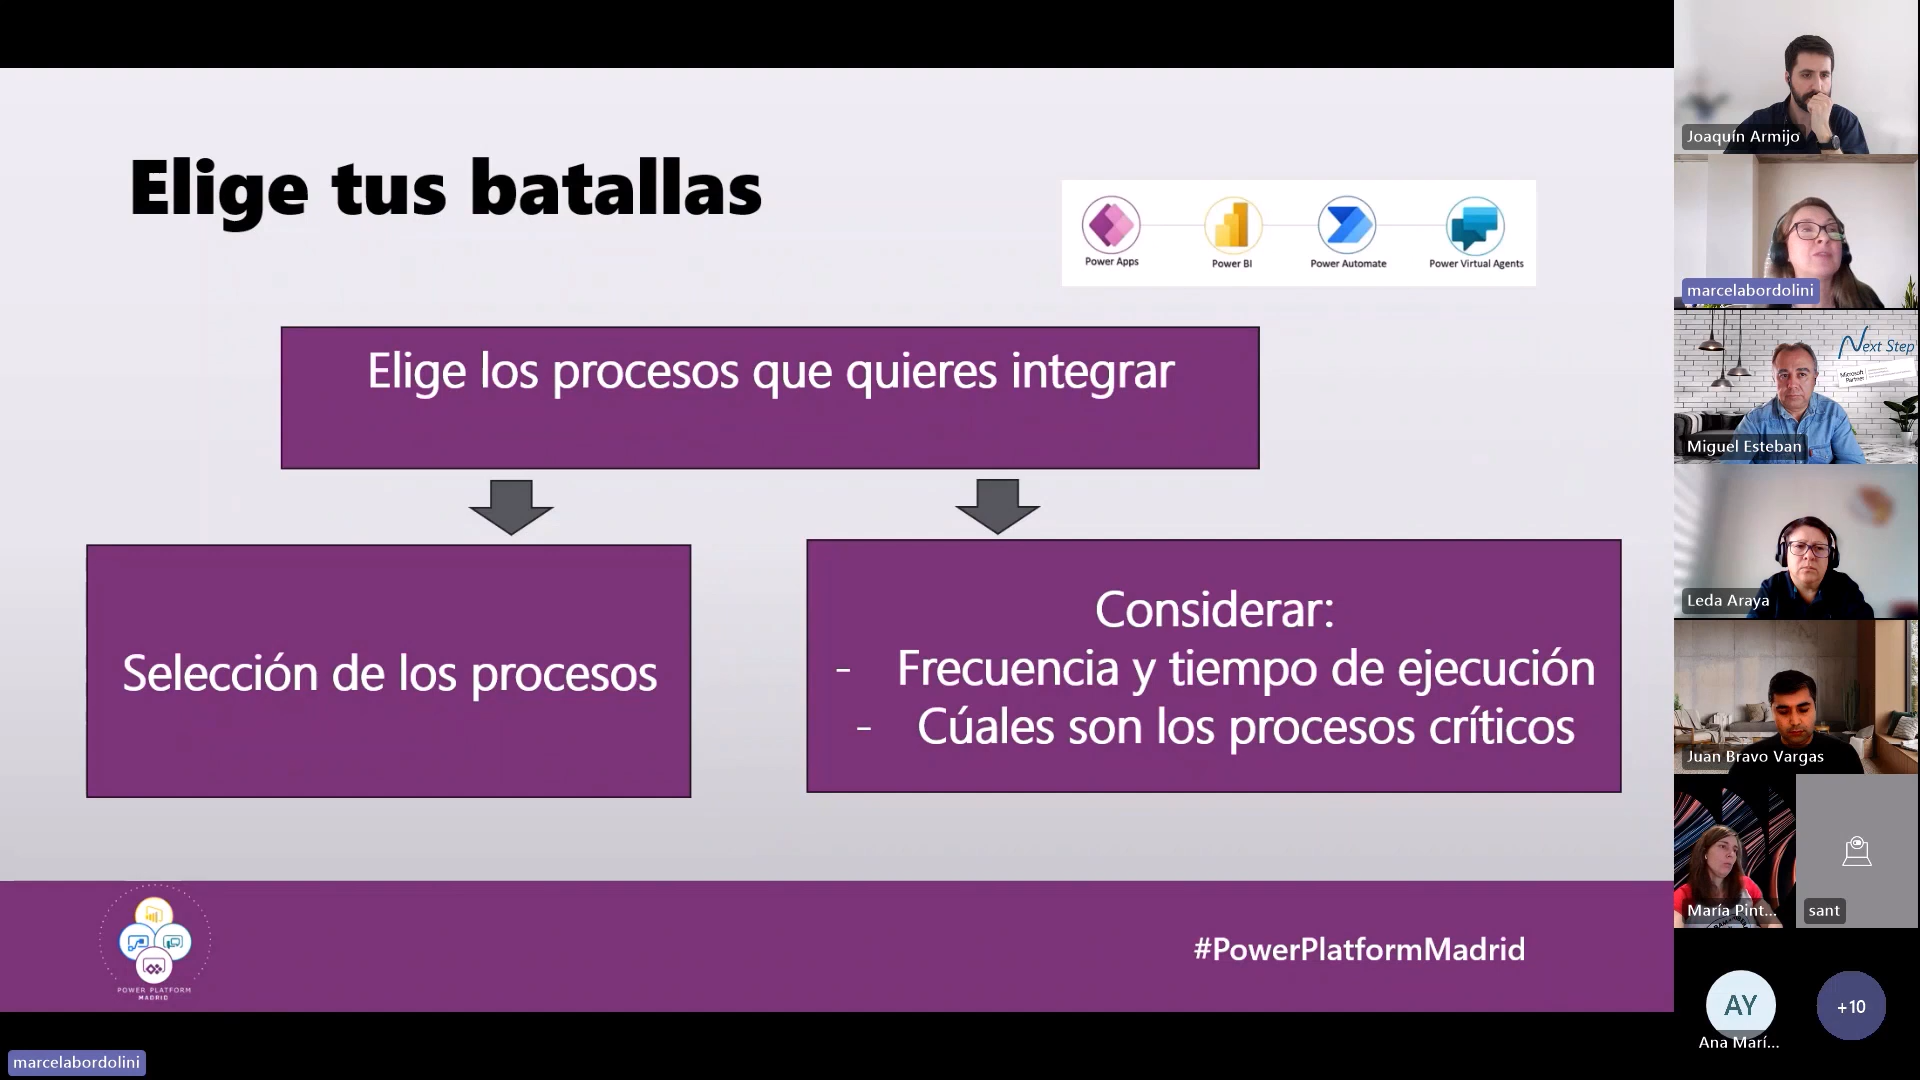 Elige tus batallas
Power Apps
Power BI
Power Automate
Power Virtual Agents
Elige los procesos que quieres integrar
Selección de los procesos
Considerar:
- Frecuencia y tiempo de ejecución
- Cúales son los procesos críticos
POWER PLATFORM
MADRID
#PowerPlatformMadrid
marcelabordolini
Joaquín Armijo
marcelabordolini
Next Step
Microsoft
Partner
Miguel Esteban
Leda Araya
Juan Bravo Vargas
María Pint...
sant
AY
Ana Marí...
+10